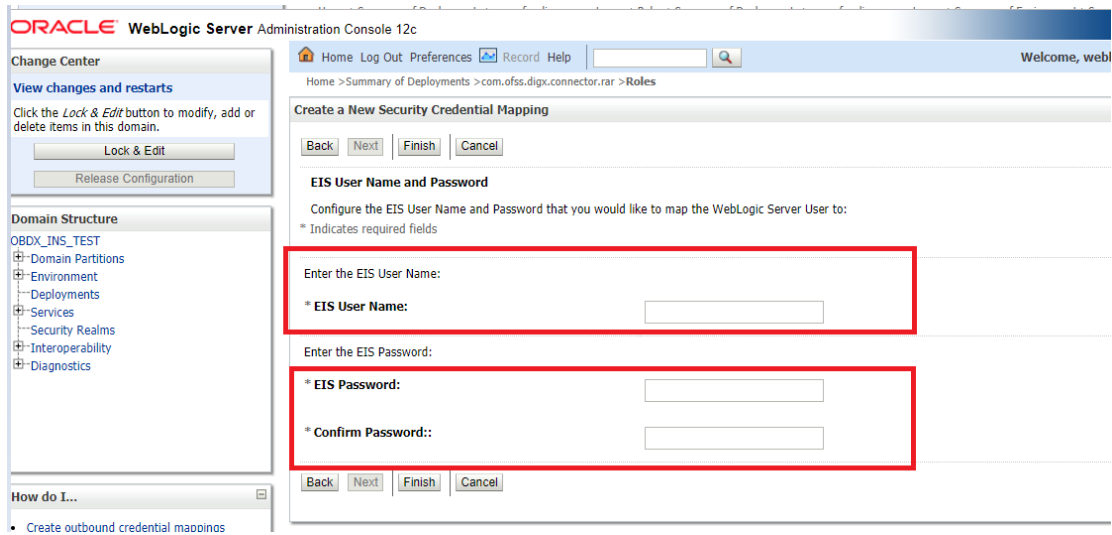 ORACLE WebLogic Server Administration Console 12c
Change Center
View changes and restarts
Click the Lock & Edit button to modify, add or
delete items in this domain.
Lock & Edit
Release Configuration
Domain Structure
OBDX_INS_TEST
Domain Partitions
Environment
Deployments
Services
Security Realms
Interoperability
Diagnostics
How do I...
Create outbound credential mappings
Home Log Out Preferences Record Help
Welcome, webl
Home >Summary of Deployments >com.ofss.digx.connector.rar >Roles
Create a New Security Credential Mapping
Back Next Finish Cancel
EIS User Name and Password
Configure the EIS User Name and Password that you would like to map the WebLogic Server User to:
* Indicates required fields
Enter the EIS User Name:
* EIS User Name:
Enter the EIS Password:
* EIS Password:
* Confirm Password::
Back Next Finish Cancel